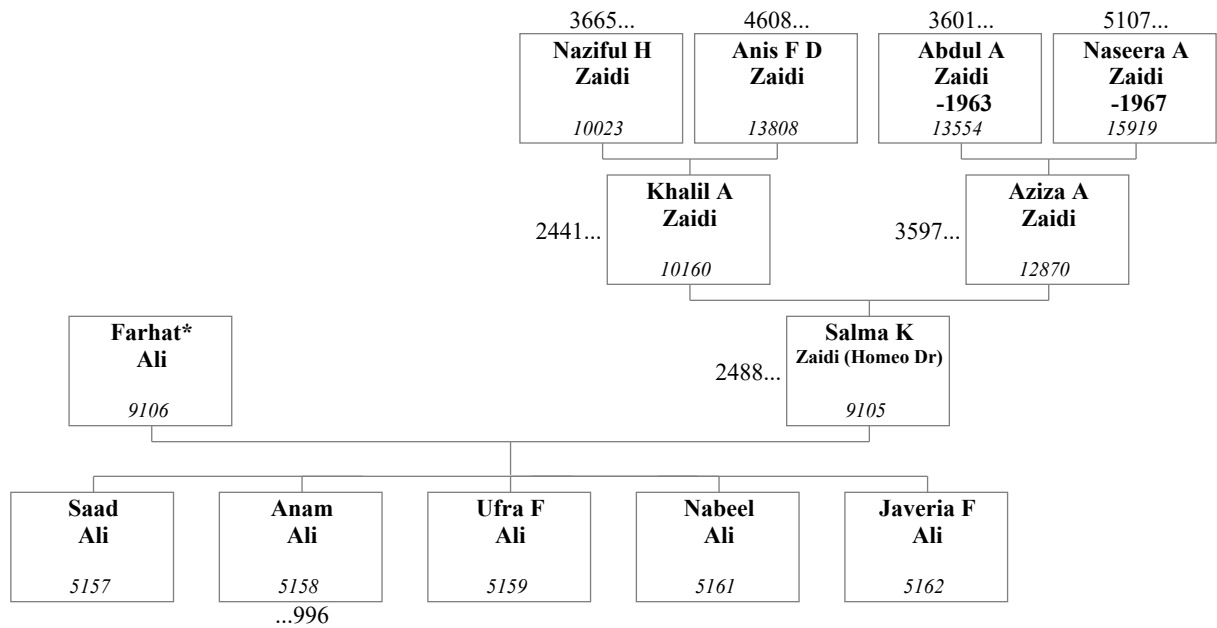 3665... 4608... 3601... 5107...
Naziful H Anis F D Abdul A Naseera A
Zaidi Zaidi Zaidi Zaidi
-1963 -1967
10023 13808 13554 15919
Khalil A Aziza A
Zaidi Zaidi
2441... 3597...
10160 12870
Farhat* Salma K
Ali Zaidi (Homeo Dr)
2488...
9106 9105
Saad Anam Ufra F Nabeel Javeria F
Ali Ali Ali Ali Ali
5157 5158 5159 5161 5162
...996